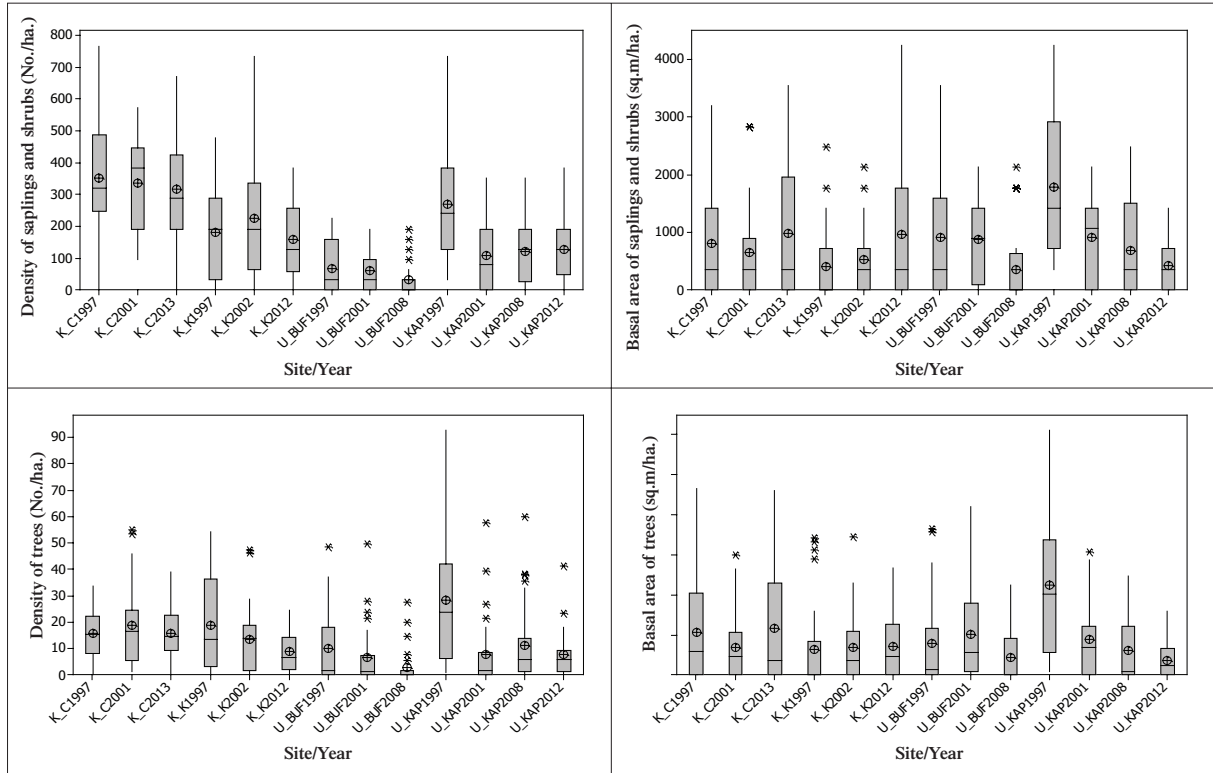 Density of saplings and shrubs (No./ha.)
800
700
600
500
400
300
200
100
0
K_C1997
K_C2001
K_C2013
K_K1997
K_K2002
K_K2012
U_BUF1997
U_BUF2001
U_BUF2008
U_KAP1997
U_KAP2001
U_KAP2008
U_KAP2012
Site/Year
Basal area of saplings and shrubs (sq.m/ha.)
4000
3000
2000
1000
0
K_C1997
K_C2001
K_C2013
K_K1997
K_K2002
K_K2012
U_BUF1997
U_BUF2001
U_BUF2008
U_KAP1997
U_KAP2001
U_KAP2008
U_KAP2012
Site/Year
Density of trees (No./ha.)
90
80
70
60
50
40
30
20
10
0
K_C1997
K_C2001
K_C2013
K_K1997
K_K2002
K_K2012
U_BUF1997
U_BUF2001
U_BUF2008
U_KAP1997
U_KAP2001
U_KAP2008
U_KAP2012
Site/Year
Basal area of trees (sq.m/ha.)
K_C1997
K_C2001
K_C2013
K_K1997
K_K2002
K_K2012
U_BUF1997
U_BUF2001
U_BUF2008
U_KAP1997
U_KAP2001
U_KAP2008
U_KAP2012
Site/Year